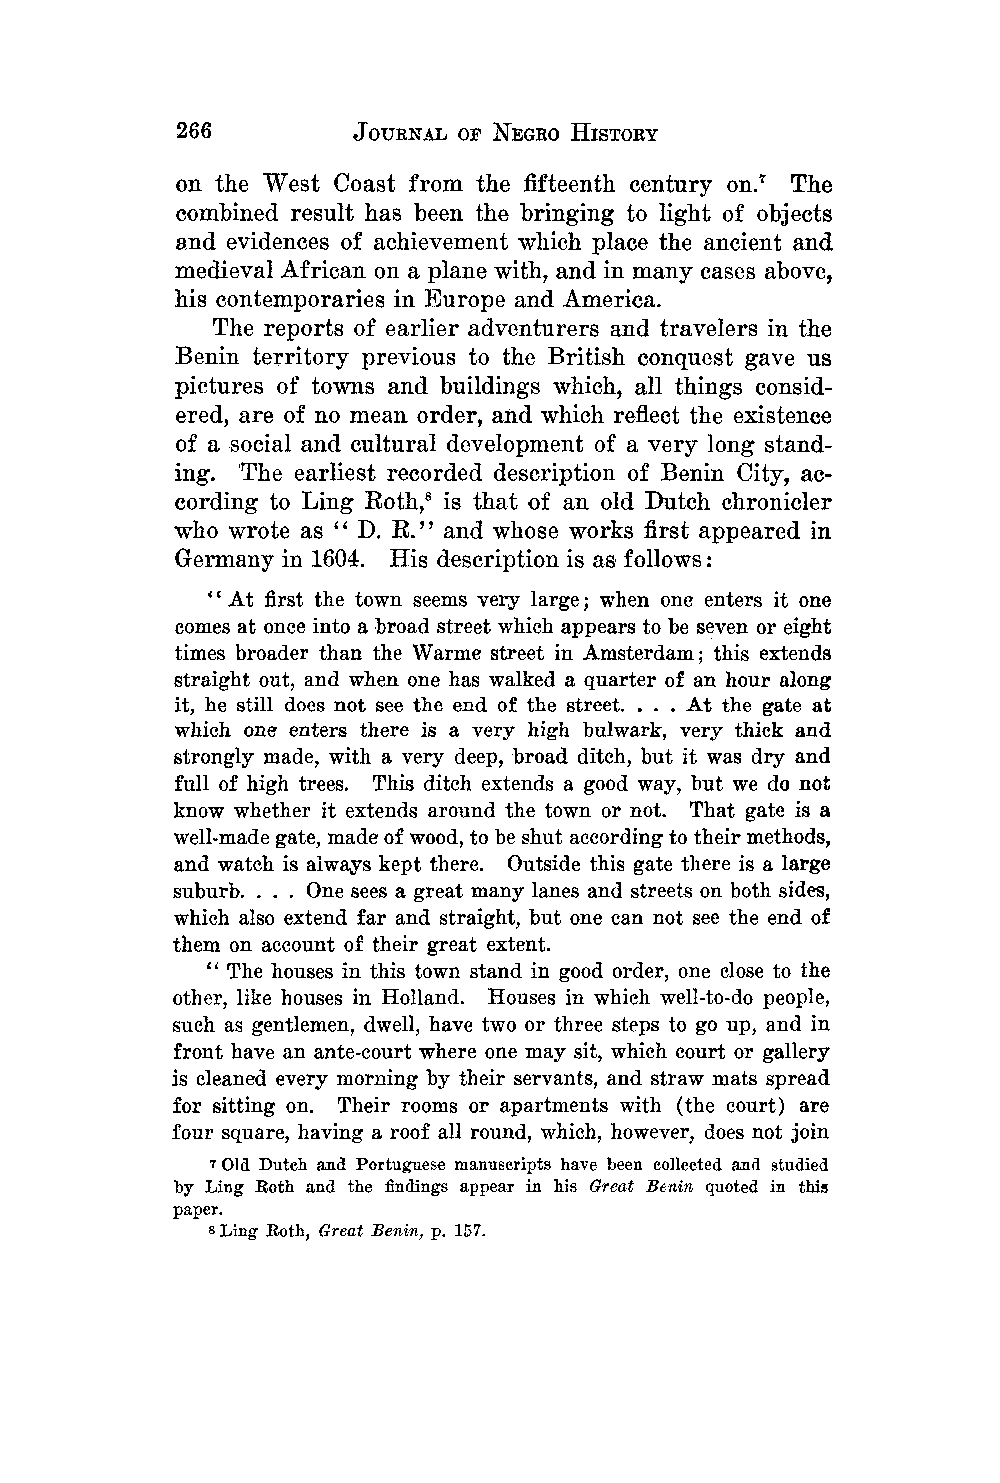 266 JOURNAL OF NEGRO HISTORY
on the West Coast from the fifteenth century on.⁷ The
combined result has been the bringing to light of objects
and evidences of achievement which place the ancient and
medieval African on a plane with, and in many cases above,
his contemporaries in Europe and America.
The reports of earlier adventurers and travelers in the
Benin territory previous to the British conquest gave us
pictures of towns and buildings which, all things consid-
ered, are of no mean order, and which reflect the existence
of a social and cultural development of a very long stand-
ing. The earliest recorded description of Benin City, ac-
cording to Ling Roth,⁸ is that of an old Dutch chronicler
who wrote as “ D. R.” and whose works first appeared in
Germany in 1604. His description is as follows:
“At first the town seems very large; when one enters it one
comes at once into a broad street which appears to be seven or eight
times broader than the Warme street in Amsterdam; this extends
straight out, and when one has walked a quarter of an hour along
it, he still does not see the end of the street. . . . At the gate at
which one enters there is a very high bulwark, very thick and
strongly made, with a very deep, broad ditch, but it was dry and
full of high trees. This ditch extends a good way, but we do not
know whether it extends around the town or not. That gate is a
well-made gate, made of wood, to be shut according to their methods,
and watch is always kept there. Outside this gate there is a large
suburb. . . . One sees a great many lanes and streets on both sides,
which also extend far and straight, but one can not see the end of
them on account of their great extent.
“ The houses in this town stand in good order, one close to the
other, like houses in Holland. Houses in which well-to-do people,
such as gentlemen, dwell, have two or three steps to go up, and in
front have an ante-court where one may sit, which court or gallery
is cleaned every morning by their servants, and straw mats spread
for sitting on. Their rooms or apartments with (the court) are
four square, having a roof all round, which, however, does not join
⁷ Old Dutch and Portuguese manuscripts have been collected and studied
by Ling Roth and the findings appear in his Great Benin quoted in this
paper.
⁸ Ling Roth, Great Benin, p. 157.